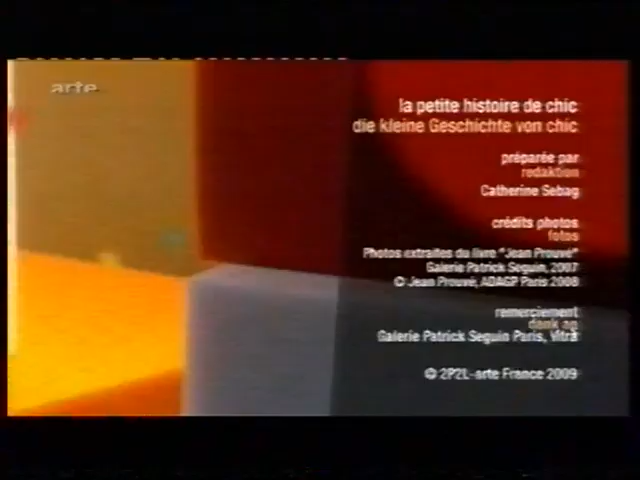 arte
la petite histoire de chic
die kleine Geschichte von chic
préparée par
redaktion
Catherine Sebag
crédits photos
fotos
Photos extraites du livre "Jean Prouvé"
Galerie Patrick Seguin, 2007
© Jean Prouvé, ADAGP Paris 2008
remerciement
dank an
Galerie Patrick Seguin Paris, Vitra
© 2P2L-arte France 2009